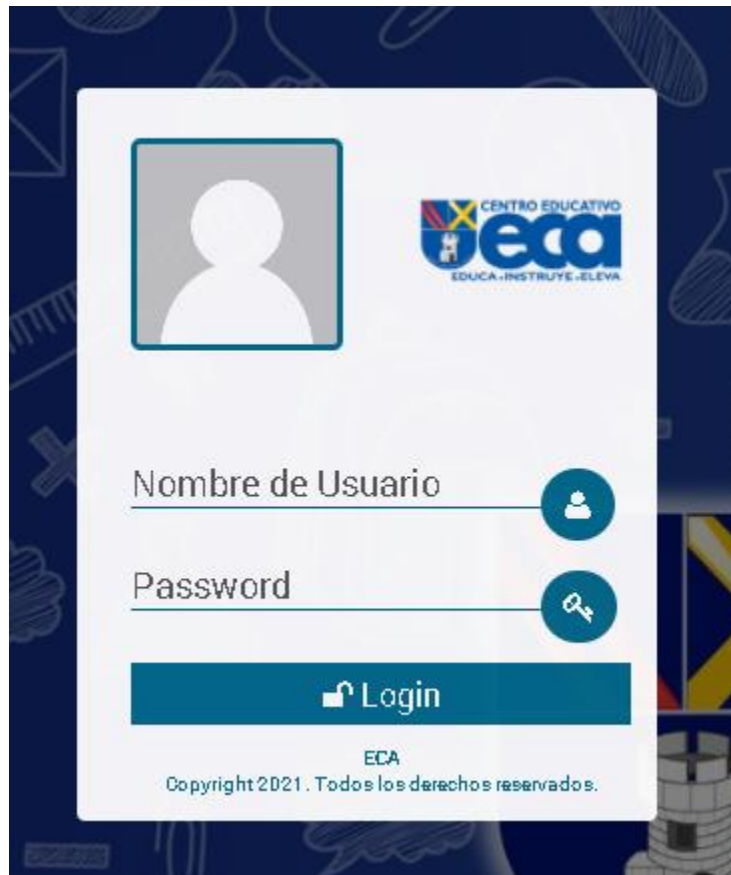 CENTRO EDUCATIVO
eca
EDUCA-INSTRUYE-ELEVA
Nombre de Usuario
Password
Login
ECA
Copyright 2021. Todos los derechos reservados.